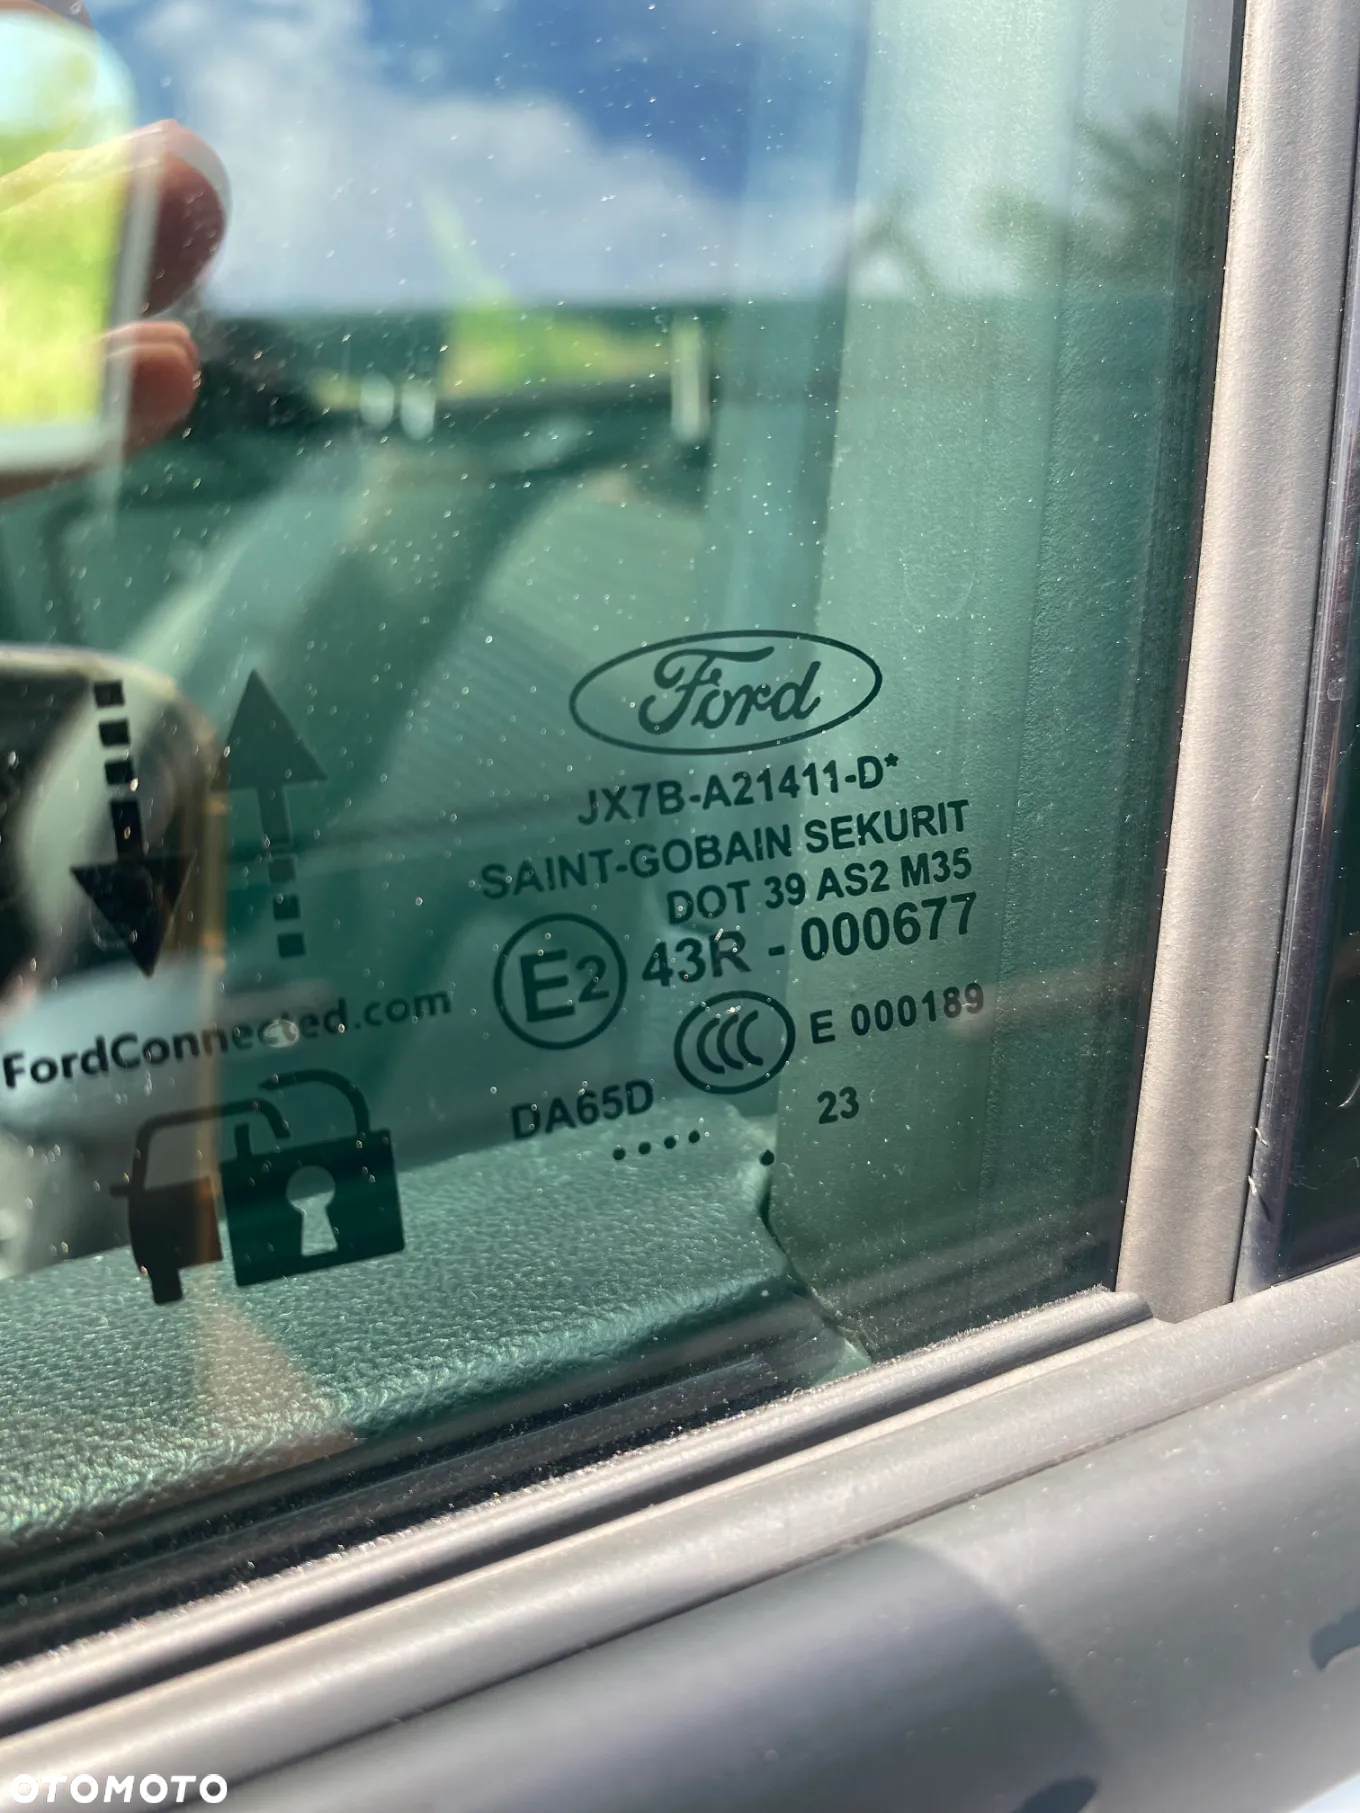 Ford
JX7B-A21411-D*
SAINT-GOBAIN SEKURIT
DOT 39 AS2 M35
E2 43R - 000677
CCC E 000189
DA65D 23
FordConnected.com
OTOMOTO